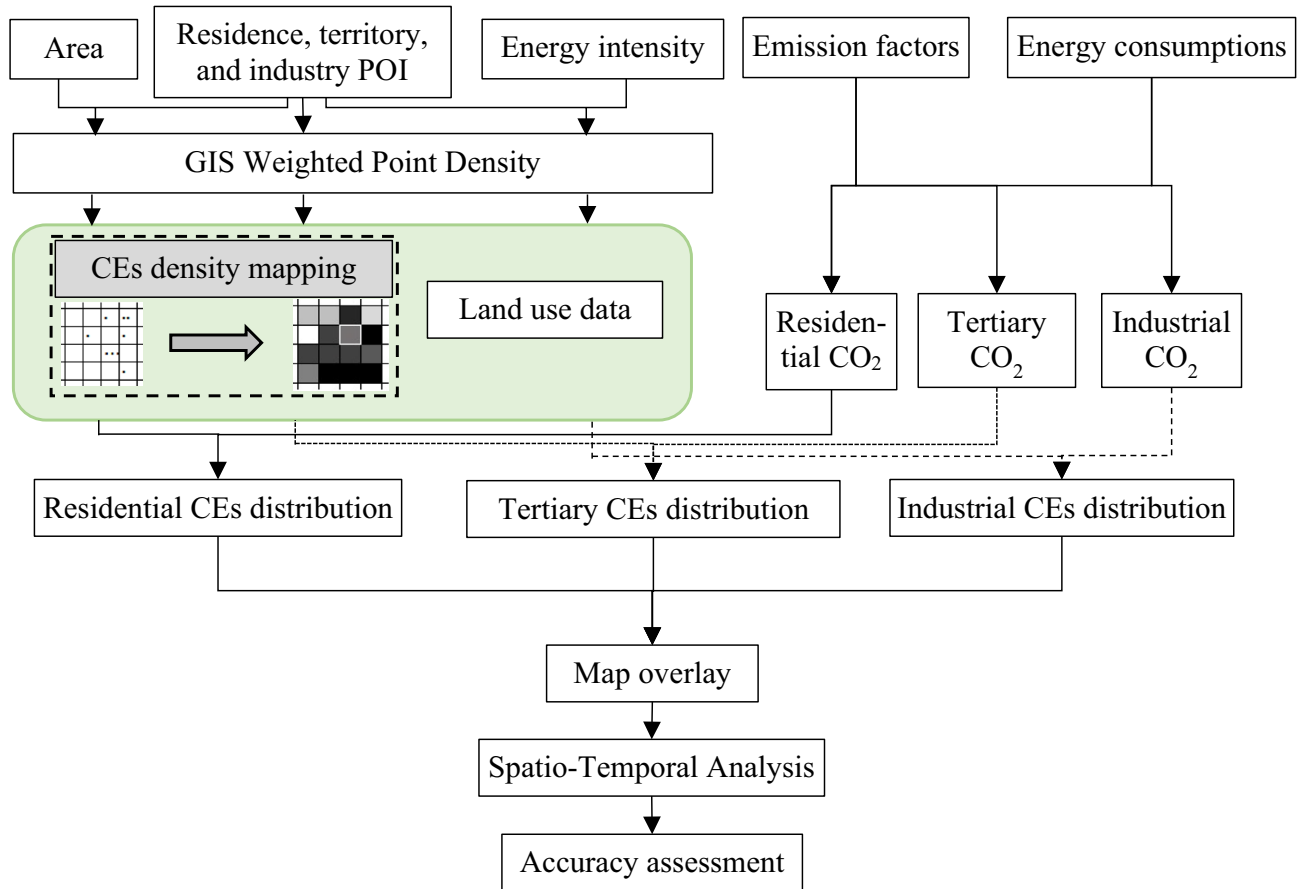 Area
Residence, territory,
and industry POI
Energy intensity
Emission factors
Energy consumptions
GIS Weighted Point Density
CEs density mapping
Land use data
Residen-
tial CO₂
Tertiary
CO₂
Industrial
CO₂
Residential CEs distribution
Tertiary CEs distribution
Industrial CEs distribution
Map overlay
Spatio-Temporal Analysis
Accuracy assessment